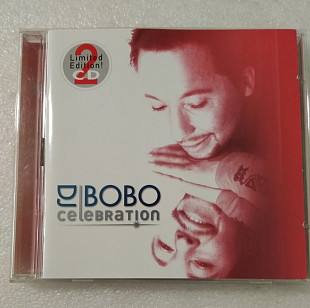 Limited
Edition!
2
CD
DJ BOBO
CELEBRATION